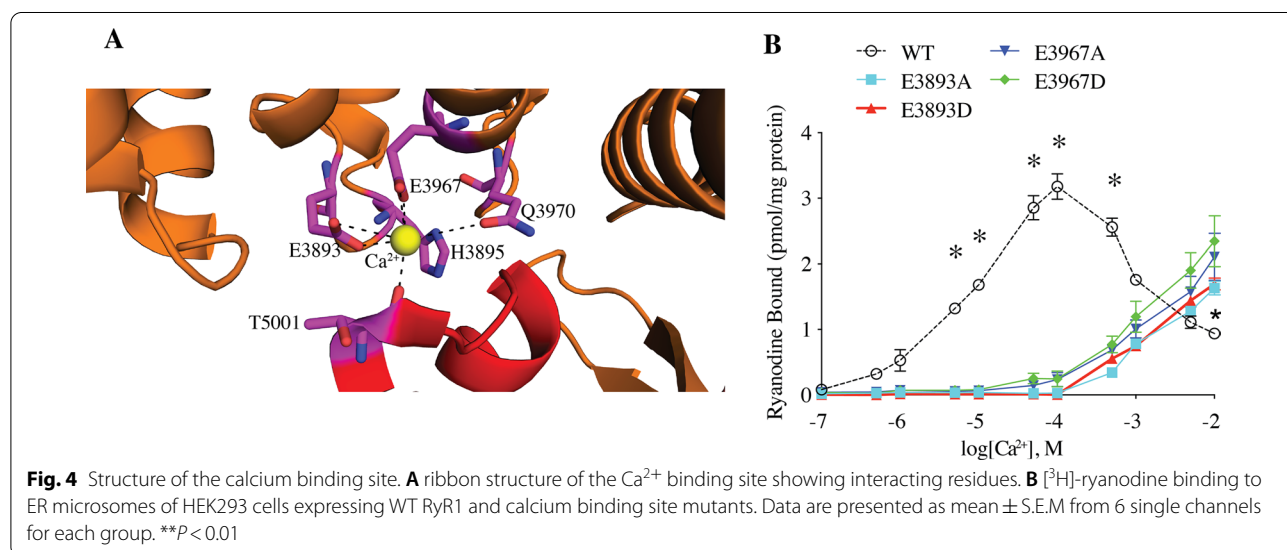 A
E3967
Q3970
E3893
Ca2+
H3895
T5001
B
WT
E3967A
E3893A
E3967D
E3893D
Ryanodine Bound (pmol/mg protein)
4
3
2
1
0
* * * * * *
-7 -6 -5 -4 -3 -2
log[Ca2+], M
Fig. 4 Structure of the calcium binding site. A ribbon structure of the Ca2+ binding site showing interacting residues. B [3H]-ryanodine binding to
ER microsomes of HEK293 cells expressing WT RyR1 and calcium binding site mutants. Data are presented as mean ± S.E.M from 6 single channels
for each group. **P < 0.01